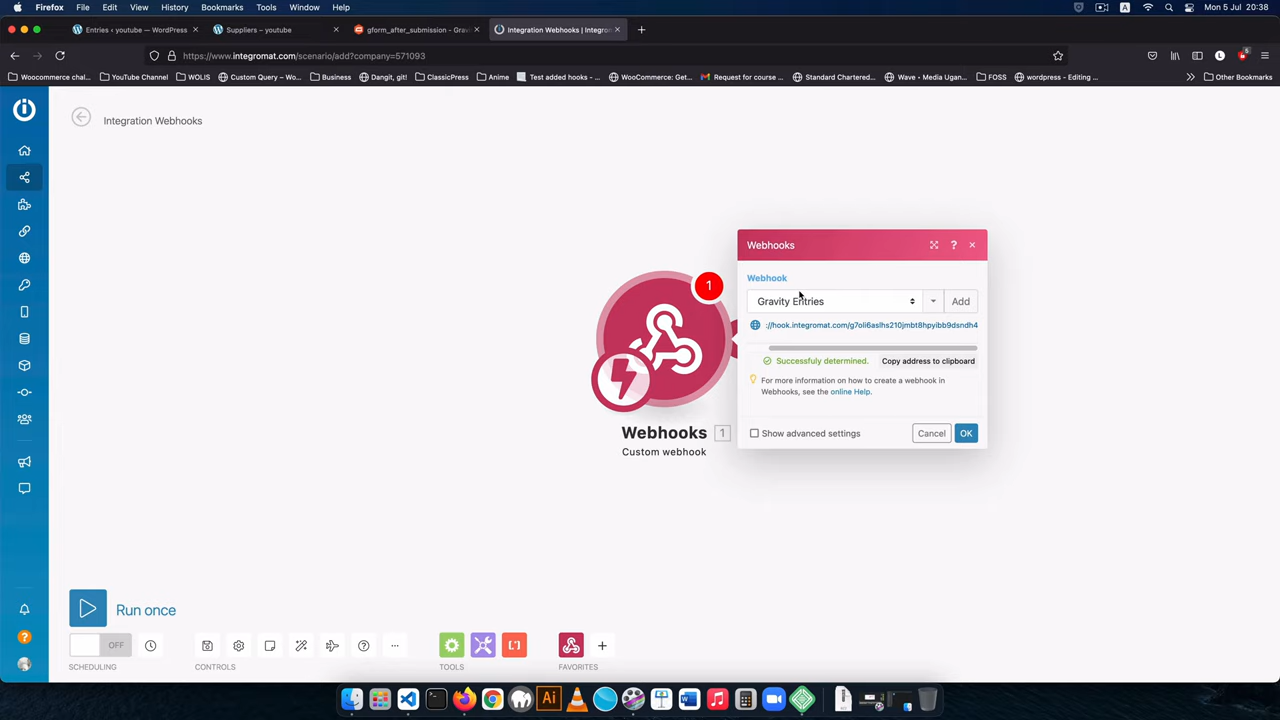 Firefox File Edit View History Bookmarks Tools Window Help
A Mon 5 Jul 20:38
Entries ‹ youtube — WordPress
Suppliers – youtube
gform_after_submission - Grav
Integration Webhooks | Integrom
https://www.integromat.com/scenario/add?company=571093
L
Woocommerce chal...
YouTube Channel
WOLIS
Custom Query – Wo...
Business
Dangit, git!
ClassicPress
Anime
Test added hooks - ...
WooCommerce: Get...
Request for course ...
Standard Chartered...
Wave • Media Ugan...
FOSS
wordpress - Editing ...
Other Bookmarks
Integration Webhooks
Webhooks
Webhook
Gravity Entries
Add
://hook.integromat.com/g7oli6aslhs210jmbt8hpyibb9dsndh4
Successfully determined.
Copy address to clipboard
For more information on how to create a webhook in
Webhooks, see the online Help.
Show advanced settings
Cancel
OK
1
Webhooks 1
Custom webhook
Run once
OFF
SCHEDULING
CONTROLS
TOOLS
FAVORITES
Ai